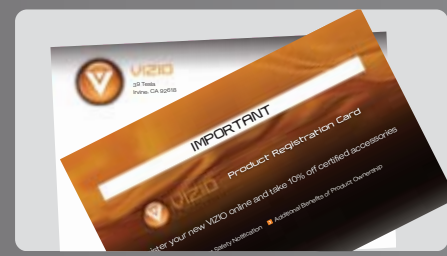 VIZIO
39 Tesla
Irvine, CA 92618
IMPORTANT
VIZIO Product Registration Card
ister your new VIZIO online and take 10% off certified accessories
Safety Notification Additional Benefits of Product Ownership